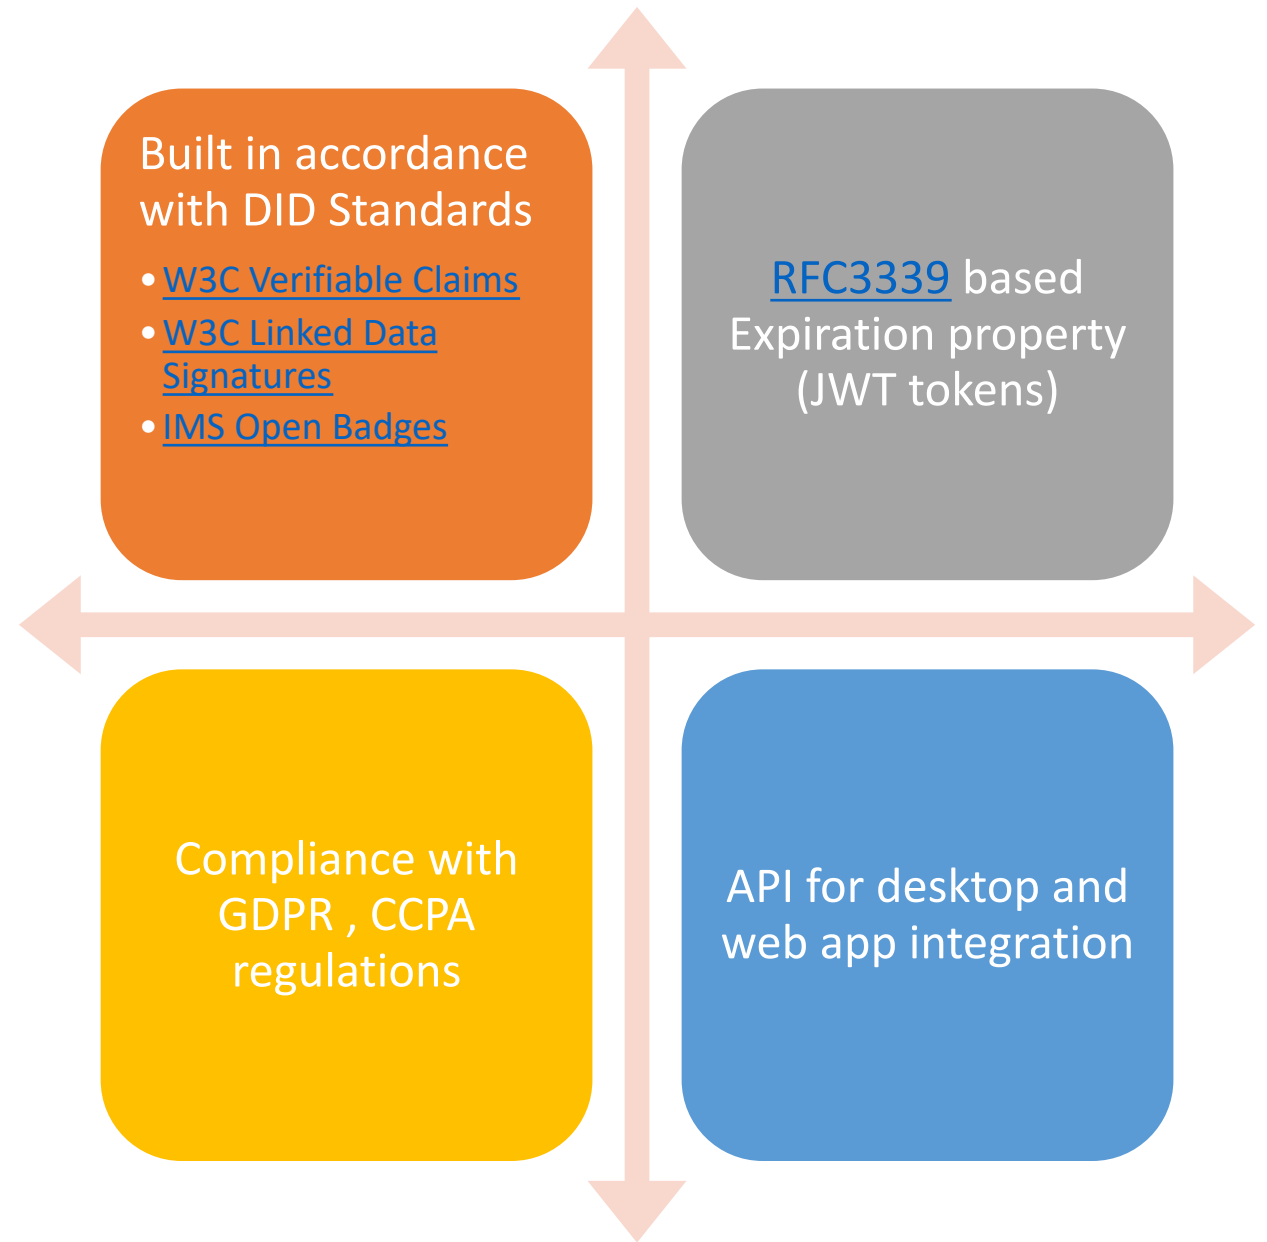 Built in accordance
with DID Standards
• W3C Verifiable Claims
• W3C Linked Data
Signatures
• IMS Open Badges
RFC3339 based
Expiration property
(JWT tokens)
Compliance with
GDPR , CCPA
regulations
API for desktop and
web app integration